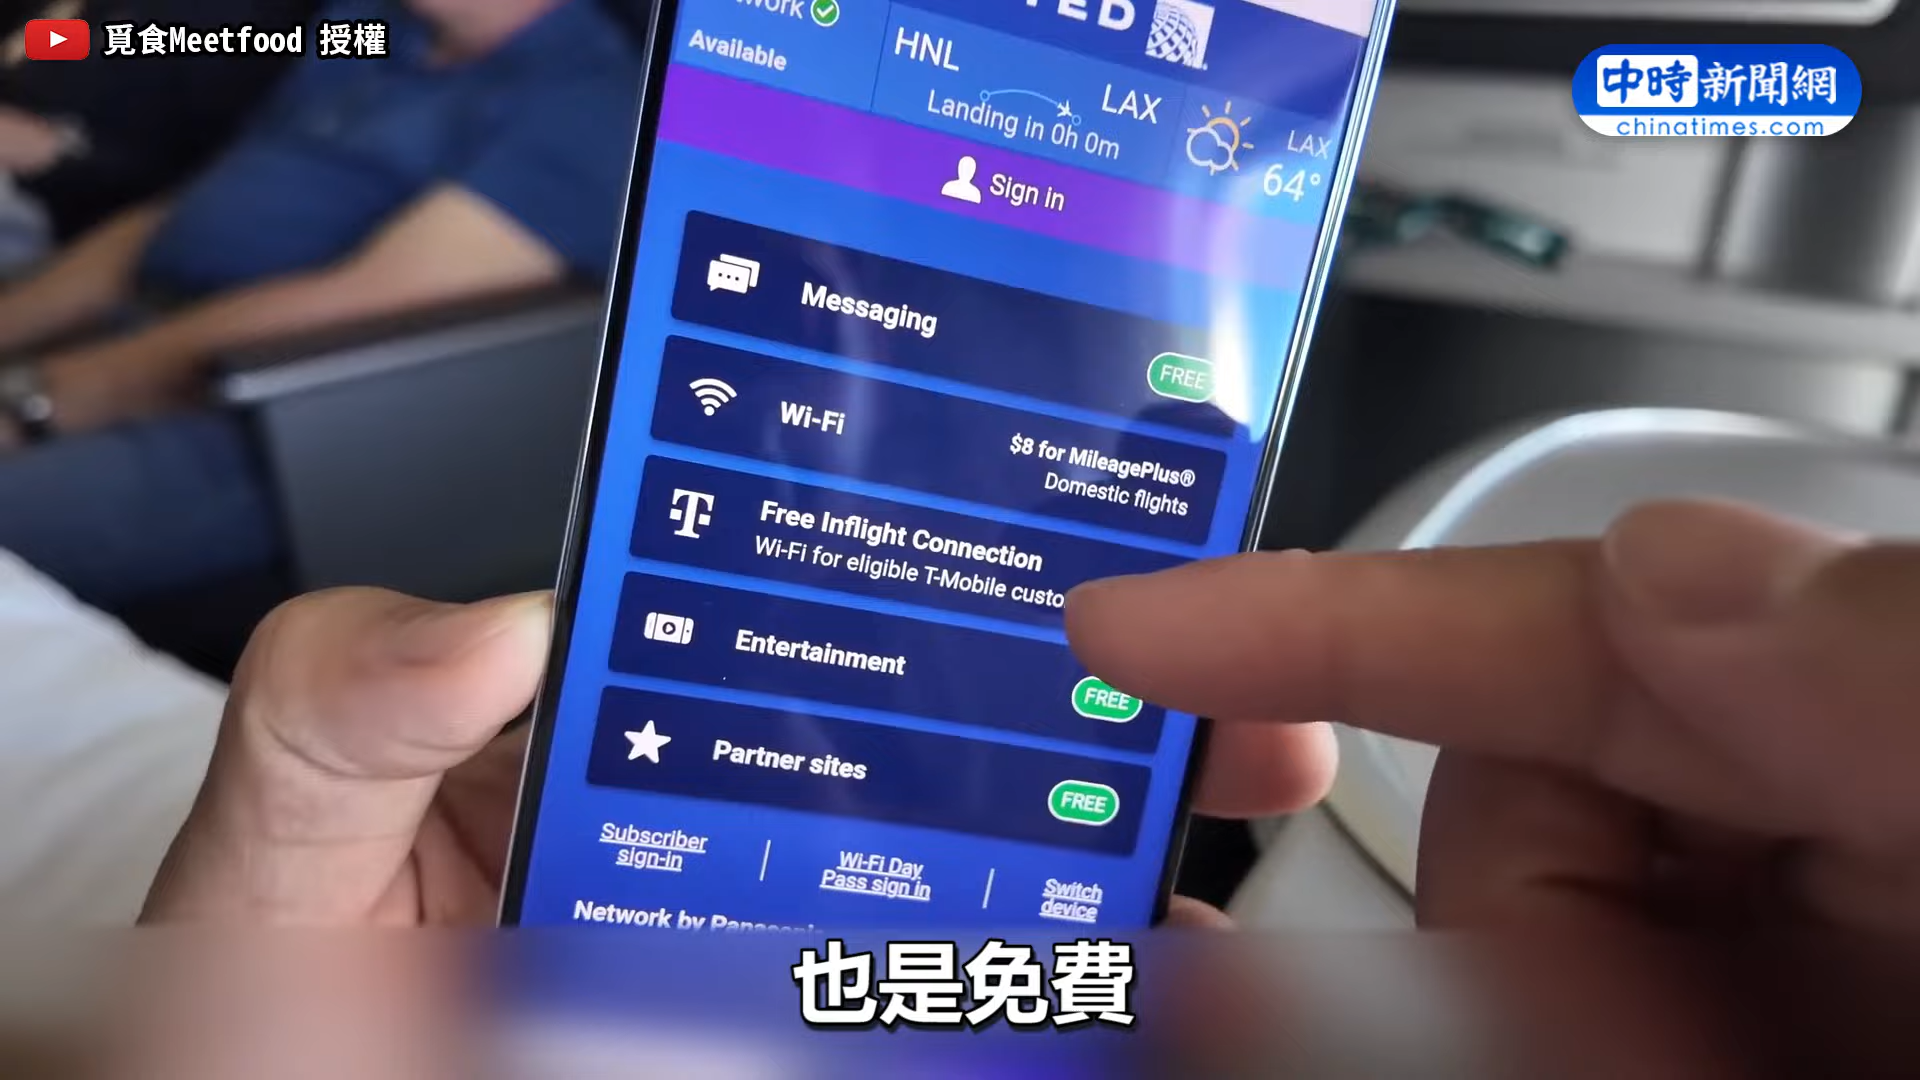 覓食Meetfood 授權
中時新聞網
chinatimes.com
Available
HNL
LAX
Landing in 0h 0m
LAX
64°
Sign in
Messaging
FREE
Wi-Fi
$8 for MileagePlus®
Domestic flights
Free Inflight Connection
Wi-Fi for eligible T-Mobile
Entertainment
FREE
Partner sites
FREE
Subscriber
sign-in
Wi-Fi Day
Pass sign in
Switch
device
Network by
也是免費